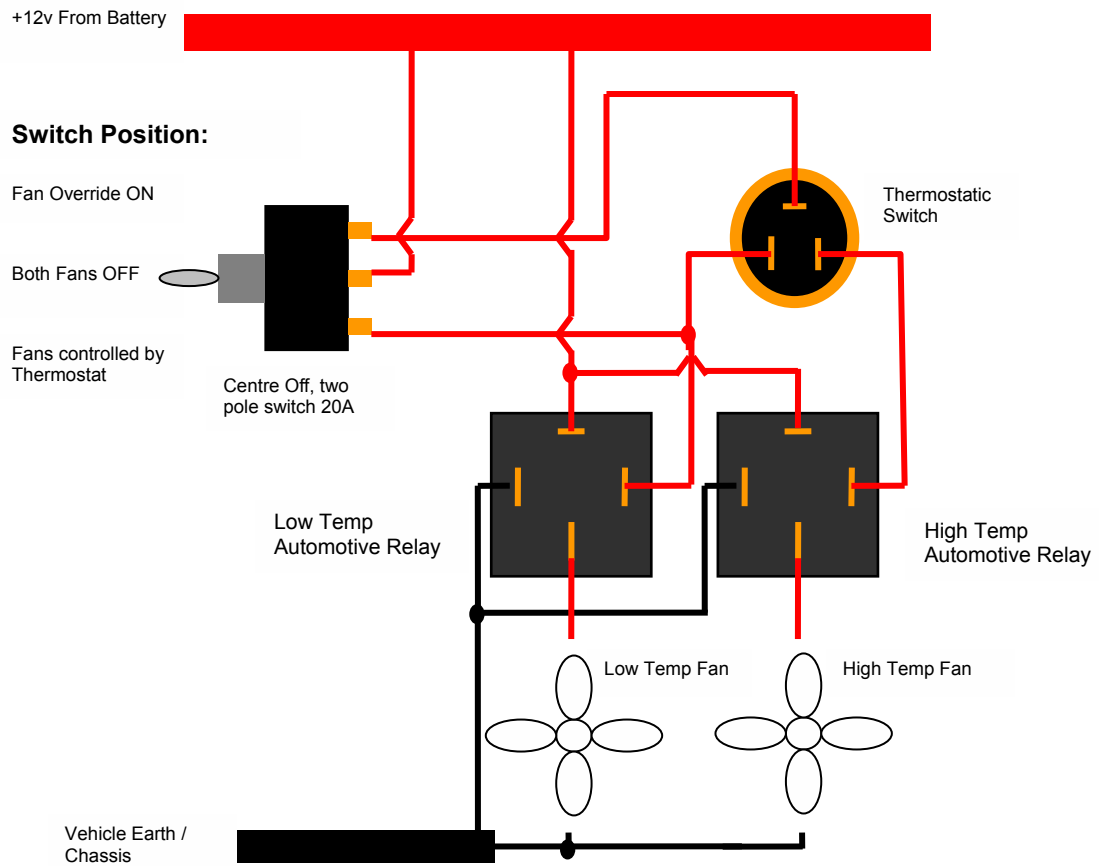 +12v From Battery
Switch Position:
Fan Override ON
Thermostatic
Switch
Both Fans OFF
Fans controlled by
Thermostat
Centre Off, two
pole switch 20A
Low Temp
Automotive Relay
High Temp
Automotive Relay
Low Temp Fan
High Temp Fan
Vehicle Earth /
Chassis